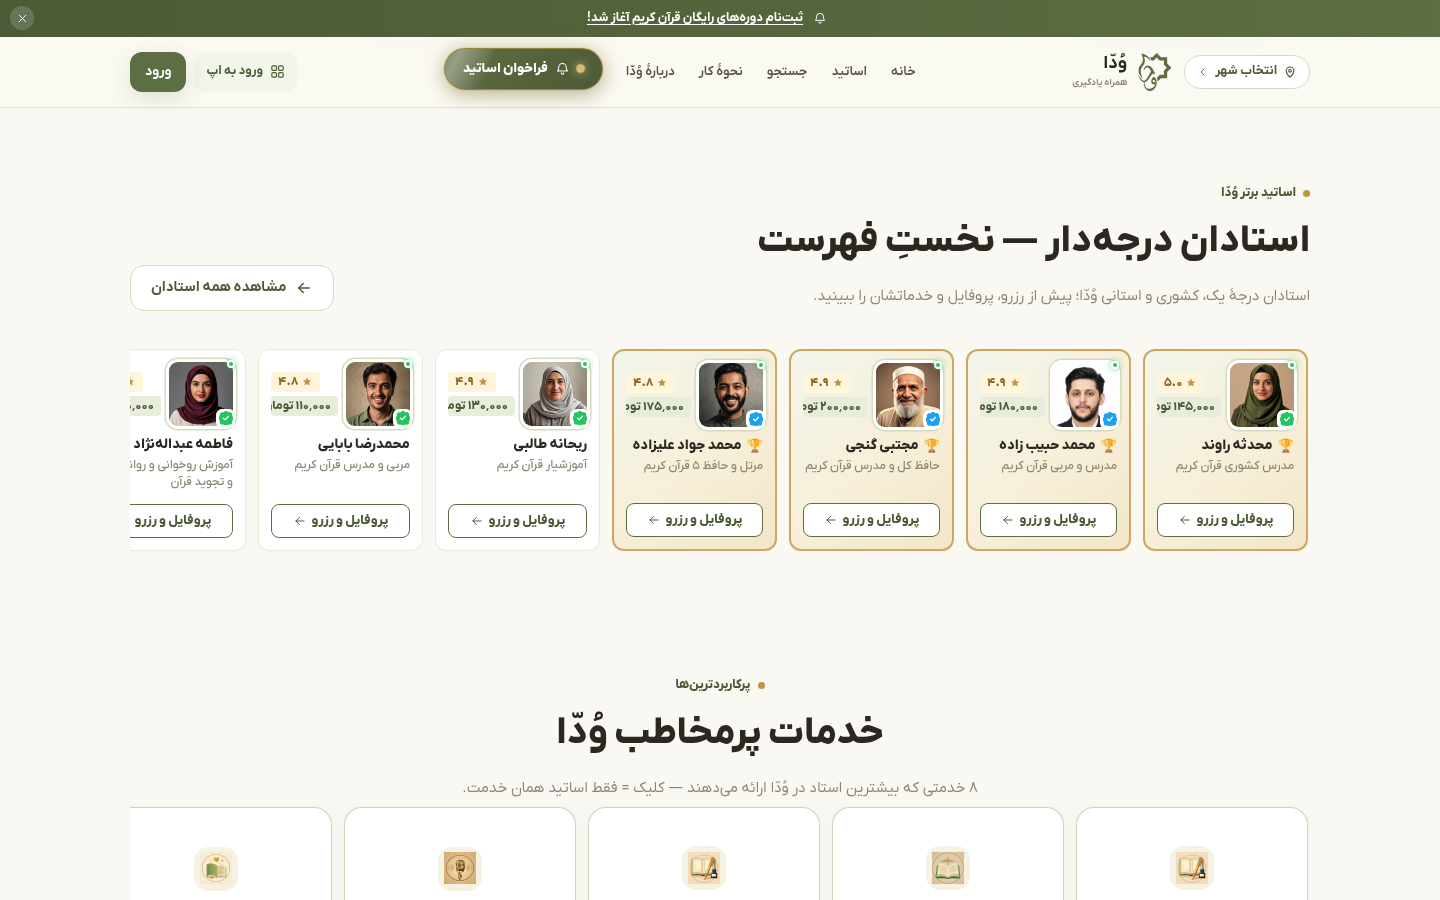 ثبت‌نام دوره‌های رایگان قرآن کریم آغاز شد!
انتخاب شهر
وُدّا
همراه یادگیری
خانه
اساتید
جستجو
نحوهٔ کار
دربارهٔ وُدّا
فراخوان اساتید
ورود به اپ
ورود
اساتید برتر وُدّا
استادان درجه‌دار — نخستِ فهرست
استادان درجهٔ یک، کشوری و استانی وُدّا؛ پیش از رزرو، پروفایل و خدماتشان را ببینید.
مشاهده همه استادان
۵.۰
۱۴۵,۰۰۰
محدثه راوند
مدرس کشوری قرآن کریم
پروفایل و رزرو
۴.۹
۱۸۰,۰۰۰
محمد حبیب زاده
مدرس و مربی قرآن کریم
پروفایل و رزرو
۴.۹
۲۰۰,۰۰۰
مجتبی گنجی
حافظ کل و مدرس قرآن کریم
پروفایل و رزرو
۴.۸
۱۷۵,۰۰۰
محمد جواد علیزاده
مرتل و حافظ ۵ قرآن کریم
پروفایل و رزرو
۴.۹
۱۳۰,۰۰۰
ریحانه طالبی
آموزشیار قرآن کریم
پروفایل و رزرو
۴.۸
۱۱۰,۰۰۰
محمدرضا بابایی
مربی و مدرس قرآن کریم
پروفایل و رزرو
فاطمه عبداله‌نژاد
آموزش روخوانی و
و تجوید قرآن
پروفایل و رزرو
پرکاربردترین‌ها
خدمات پرمخاطب وُدّا
۸ خدمتی که بیشترین استاد در وُدّا ارائه می‌دهند — کلیک = فقط اساتید همان خدمت.